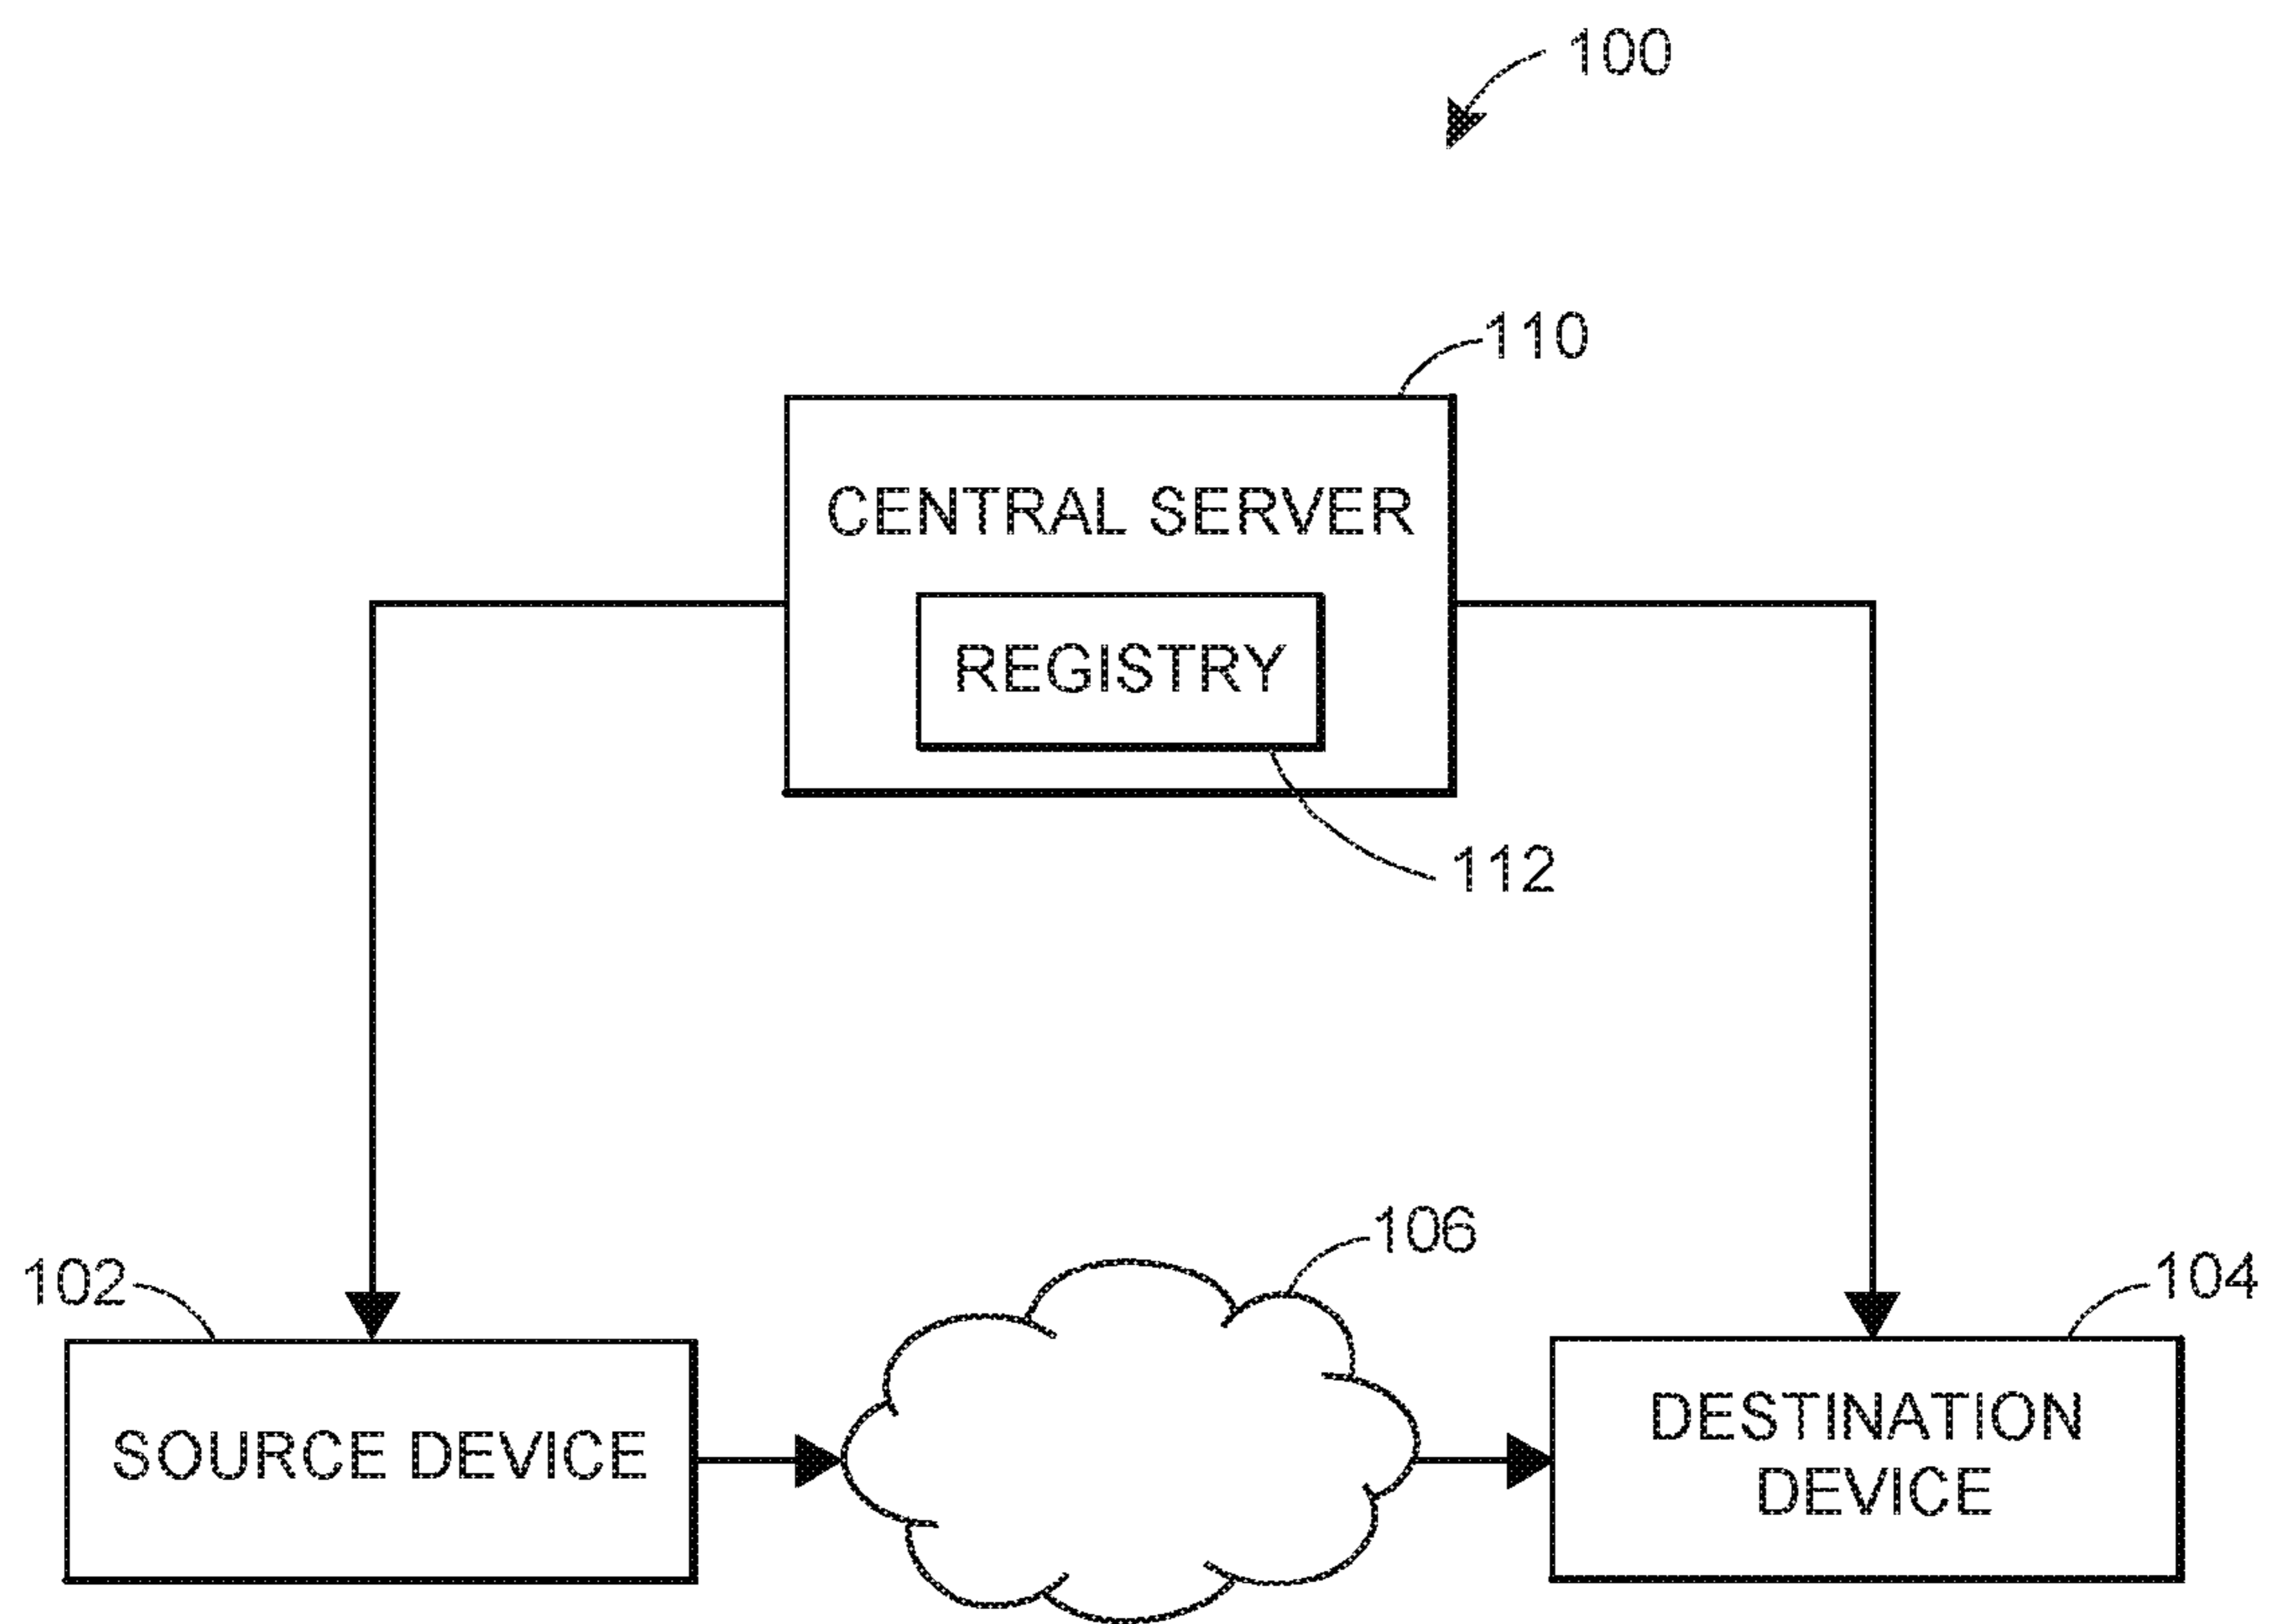 100
110
CENTRAL SERVER
REGISTRY
112
106
102
104
SOURCE DEVICE
DESTINATION
DEVICE